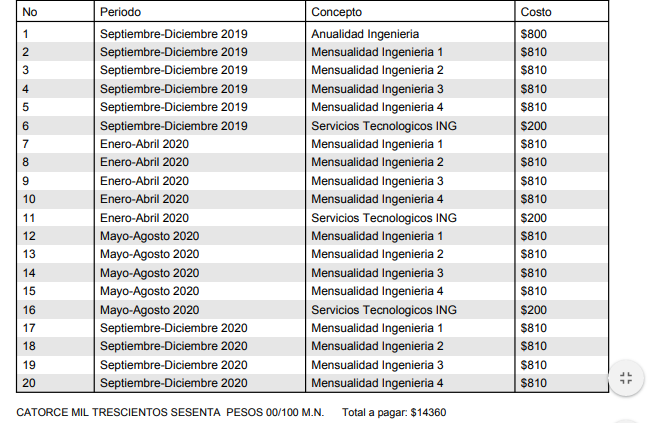 No Periodo Concepto Costo
1 Septiembre-Diciembre 2019 Anualidad Ingenieria $800
2 Septiembre-Diciembre 2019 Mensualidad Ingenieria 1 $810
3 Septiembre-Diciembre 2019 Mensualidad Ingenieria 2 $810
4 Septiembre-Diciembre 2019 Mensualidad Ingenieria 3 $810
5 Septiembre-Diciembre 2019 Mensualidad Ingenieria 4 $810
6 Septiembre-Diciembre 2019 Servicios Tecnologicos ING $200
7 Enero-Abril 2020 Mensualidad Ingenieria 1 $810
8 Enero-Abril 2020 Mensualidad Ingenieria 2 $810
9 Enero-Abril 2020 Mensualidad Ingenieria 3 $810
10 Enero-Abril 2020 Mensualidad Ingenieria 4 $810
11 Enero-Abril 2020 Servicios Tecnologicos ING $200
12 Mayo-Agosto 2020 Mensualidad Ingenieria 1 $810
13 Mayo-Agosto 2020 Mensualidad Ingenieria 2 $810
14 Mayo-Agosto 2020 Mensualidad Ingenieria 3 $810
15 Mayo-Agosto 2020 Mensualidad Ingenieria 4 $810
16 Mayo-Agosto 2020 Servicios Tecnologicos ING $200
17 Septiembre-Diciembre 2020 Mensualidad Ingenieria 1 $810
18 Septiembre-Diciembre 2020 Mensualidad Ingenieria 2 $810
19 Septiembre-Diciembre 2020 Mensualidad Ingenieria 3 $810
20 Septiembre-Diciembre 2020 Mensualidad Ingenieria 4 $810
CATORCE MIL TRESCIENTOS SESENTA PESOS 00/100 M.N. Total a pagar: $14360